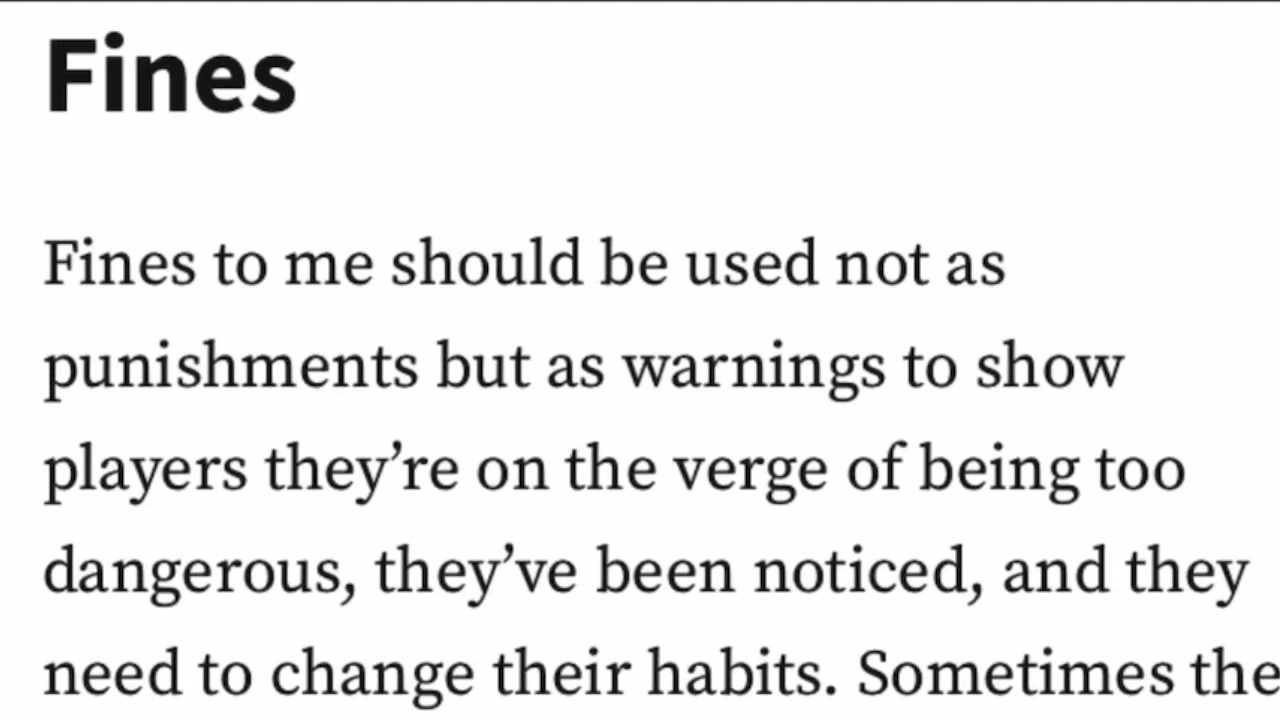 Fines
Fines to me should be used not as
punishments but as warnings to show
players they’re on the verge of being too
dangerous, they’ve been noticed, and they
need to change their habits. Sometimes the